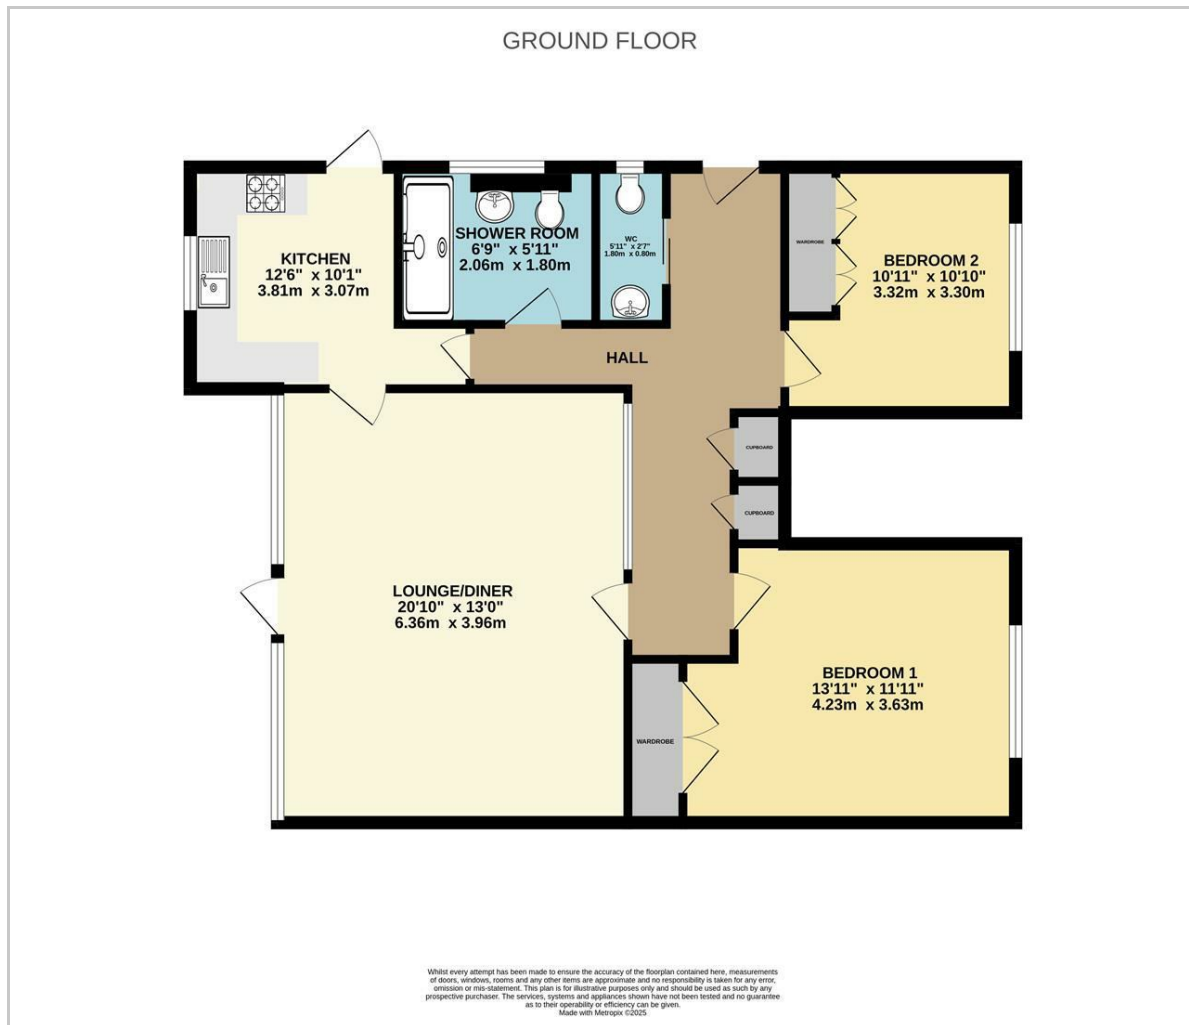 GROUND FLOOR
KITCHEN
12'6" x 10'1"
3.81m x 3.07m
SHOWER ROOM
6'9" x 5'11"
2.06m x 1.80m
WC
5'11" x 2'7"
1.80m x 0.80m
WARDROBE
BEDROOM 2
10'11" x 10'10"
3.32m x 3.30m
HALL
CUPBOARD
CUPBOARD
LOUNGE/DINER
20'10" x 13'0"
6.36m x 3.96m
BEDROOM 1
13'11" x 11'11"
4.23m x 3.63m
WARDROBE
Whilst every attempt has been made to ensure the accuracy of the floorplan contained here, measurements
of doors, windows, rooms and any other items are approximate and no responsibility is taken for any error,
omission or mis-statement. This plan is for illustrative purposes only and should be used as such by any
prospective purchaser. The services, systems and appliances shown have not been tested and no guarantee
as to their operability or efficiency can be given.
Made with Metropix ©2025